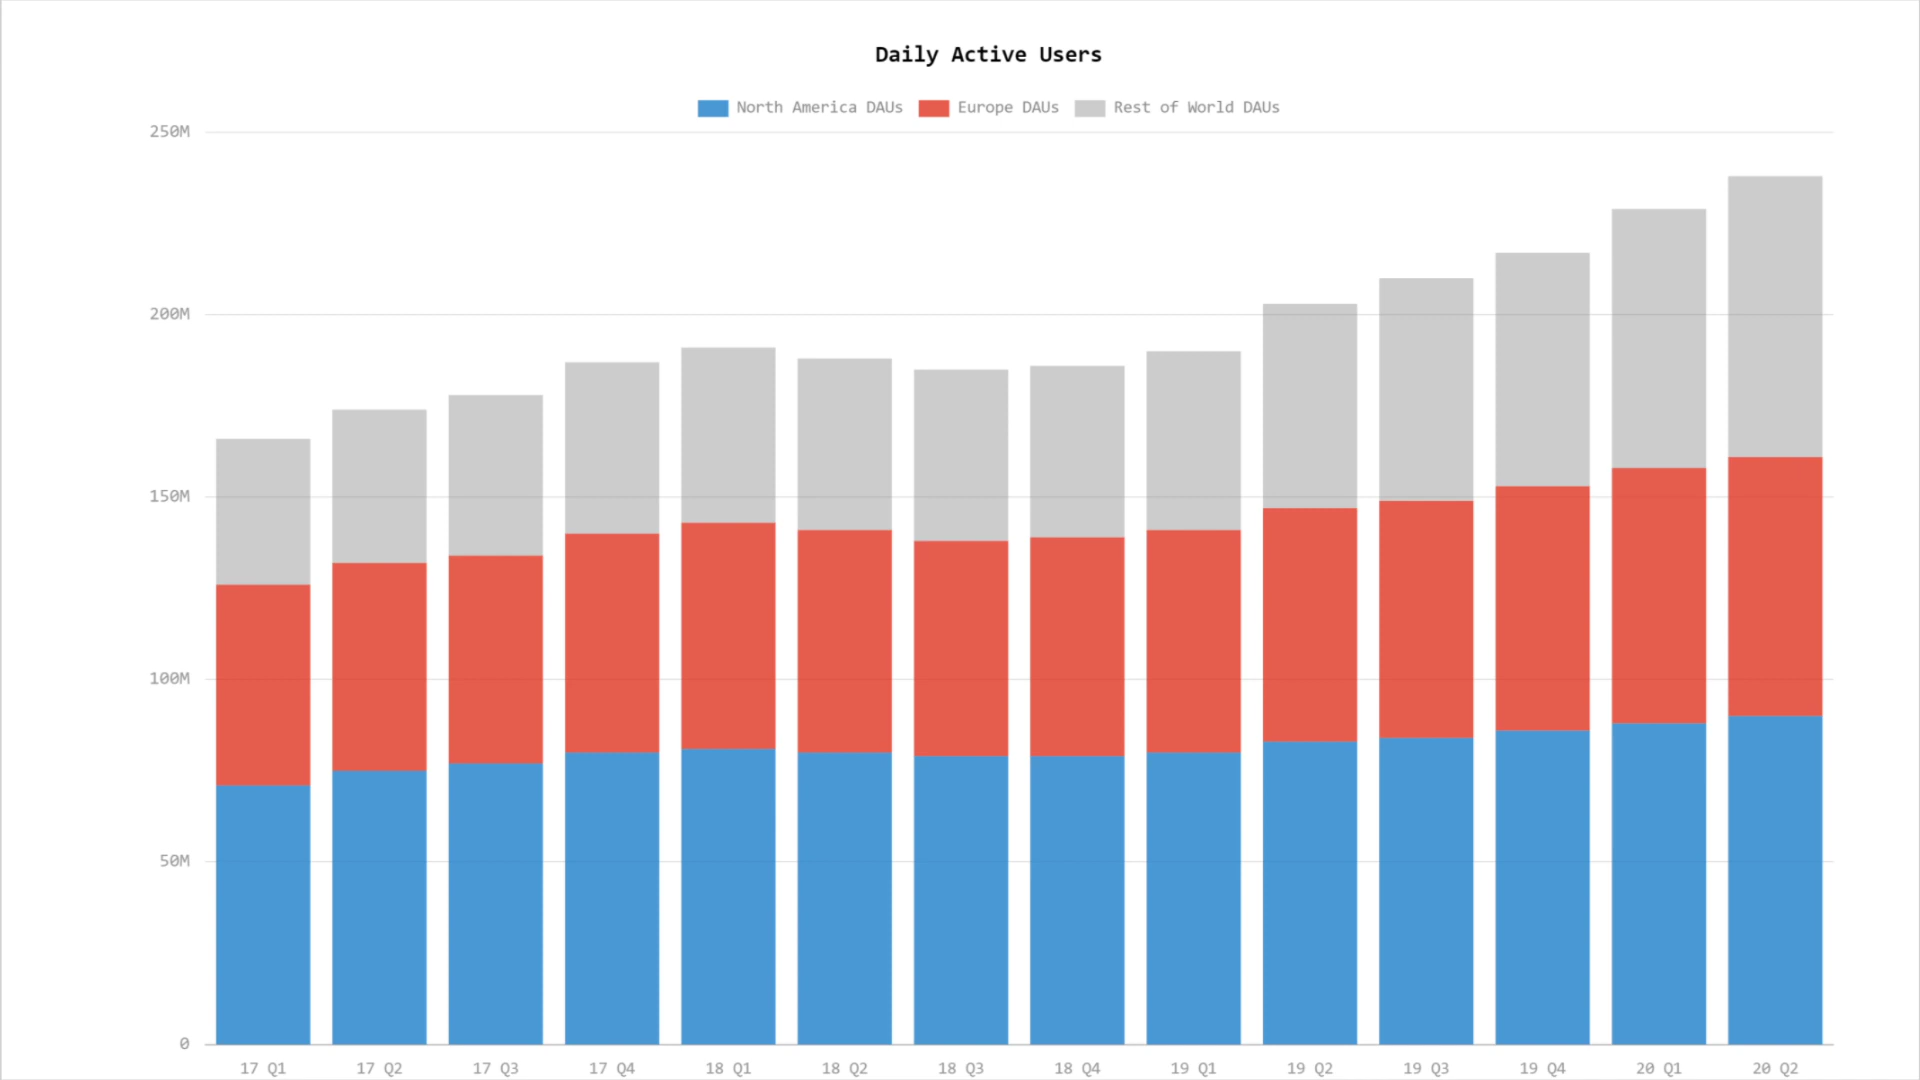 Daily Active Users
North America DAUs Europe DAUs Rest of World DAUs
250M
200M
150M
100M
50M
0
17 Q1 17 Q2 17 Q3 17 Q4 18 Q1 18 Q2 18 Q3 18 Q4 19 Q1 19 Q2 19 Q3 19 Q4 20 Q1 20 Q2